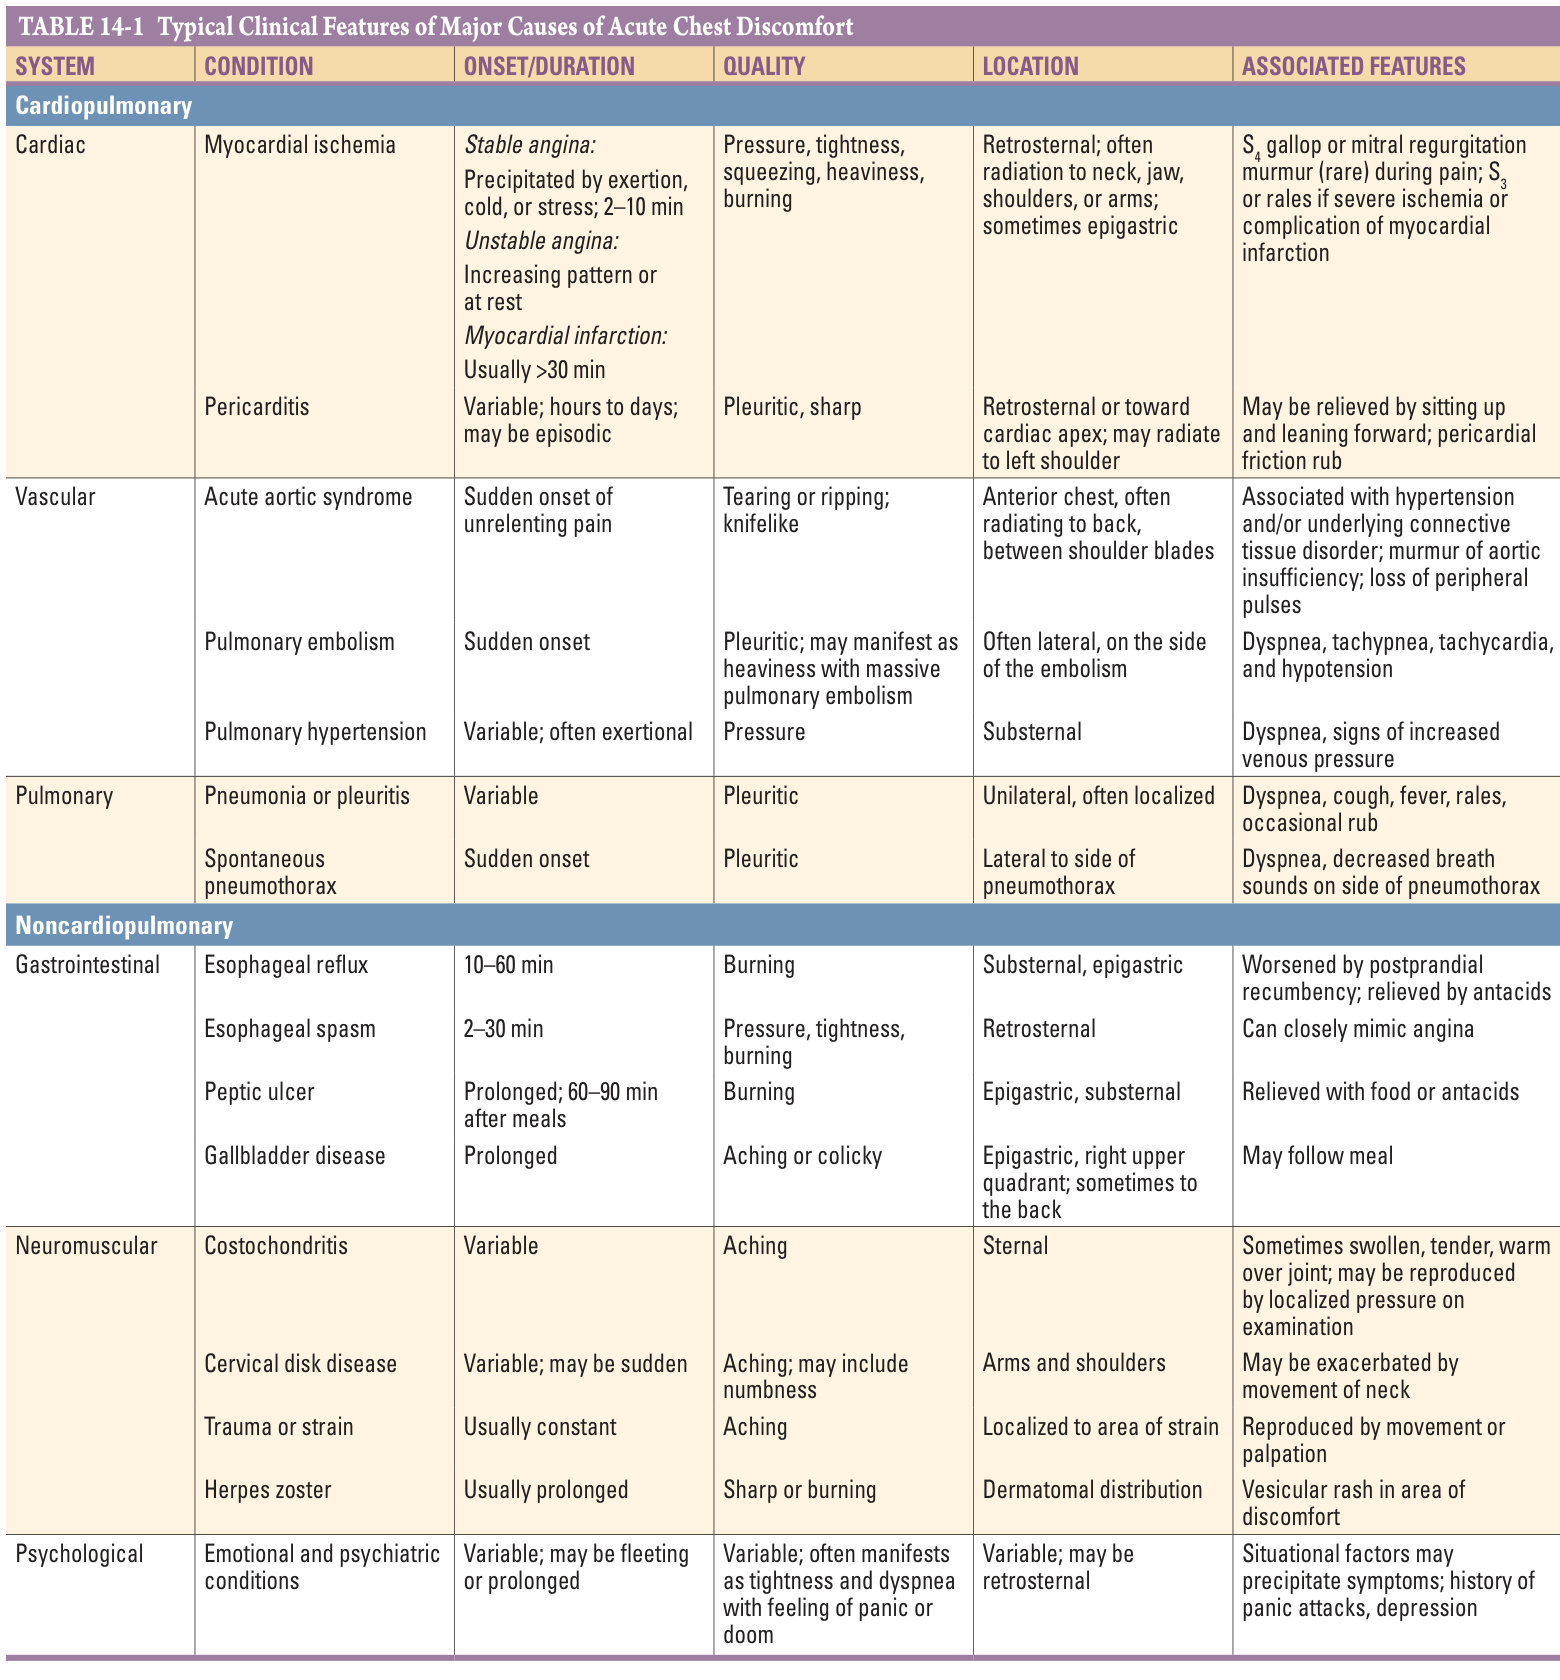 TABLE 14-1 Typical Clinical Features of Major Causes of Acute Chest Discomfort
SYSTEM CONDITION ONSET/DURATION QUALITY LOCATION ASSOCIATED FEATURES
Cardiopulmonary
Cardiac
Myocardial ischemia
Stable angina:
Precipitated by exertion,
cold, or stress; 2–10 min
Unstable angina:
Increasing pattern or
at rest
Myocardial infarction:
Usually >30 min
Pressure, tightness,
squeezing, heaviness,
burning
Retrosternal; often
radiation to neck, jaw,
shoulders, or arms;
sometimes epigastric
S4 gallop or mitral regurgitation
murmur (rare) during pain; S3
or rales if severe ischemia or
complication of myocardial
infarction
Pericarditis
Variable; hours to days;
may be episodic
Pleuritic, sharp
Retrosternal or toward
cardiac apex; may radiate
to left shoulder
May be relieved by sitting up
and leaning forward; pericardial
friction rub
Vascular
Acute aortic syndrome
Sudden onset of
unrelenting pain
Tearing or ripping;
knifelike
Anterior chest, often
radiating to back,
between shoulder blades
Associated with hypertension
and/or underlying connective
tissue disorder; murmur of aortic
insufficiency; loss of peripheral
pulses
Pulmonary embolism
Sudden onset
Pleuritic; may manifest as
heaviness with massive
pulmonary embolism
Often lateral, on the side
of the embolism
Dyspnea, tachypnea, tachycardia,
and hypotension
Pulmonary hypertension
Variable; often exertional
Pressure
Substernal
Dyspnea, signs of increased
venous pressure
Pulmonary
Pneumonia or pleuritis
Variable
Pleuritic
Unilateral, often localized
Dyspnea, cough, fever, rales,
occasional rub
Spontaneous
pneumothorax
Sudden onset
Pleuritic
Lateral to side of
pneumothorax
Dyspnea, decreased breath
sounds on side of pneumothorax
Noncardiopulmonary
Gastrointestinal
Esophageal reflux
10–60 min
Burning
Substernal, epigastric
Worsened by postprandial
recumbency; relieved by antacids
Esophageal spasm
2–30 min
Pressure, tightness,
burning
Retrosternal
Can closely mimic angina
Peptic ulcer
Prolonged; 60–90 min
after meals
Burning
Epigastric, substernal
Relieved with food or antacids
Gallbladder disease
Prolonged
Aching or colicky
Epigastric, right upper
quadrant; sometimes to
the back
May follow meal
Neuromuscular
Costochondritis
Variable
Aching
Sternal
Sometimes swollen, tender, warm
over joint; may be reproduced
by localized pressure on
examination
Cervical disk disease
Variable; may be sudden
Aching; may include
numbness
Arms and shoulders
May be exacerbated by
movement of neck
Trauma or strain
Usually constant
Aching
Localized to area of strain
Reproduced by movement or
palpation
Herpes zoster
Usually prolonged
Sharp or burning
Dermatomal distribution
Vesicular rash in area of
discomfort
Psychological
Emotional and psychiatric
conditions
Variable; may be fleeting
or prolonged
Variable; often manifests
as tightness and dyspnea
with feeling of panic or
doom
Variable; may be
retrosternal
Situational factors may
precipitate symptoms; history of
panic attacks, depression